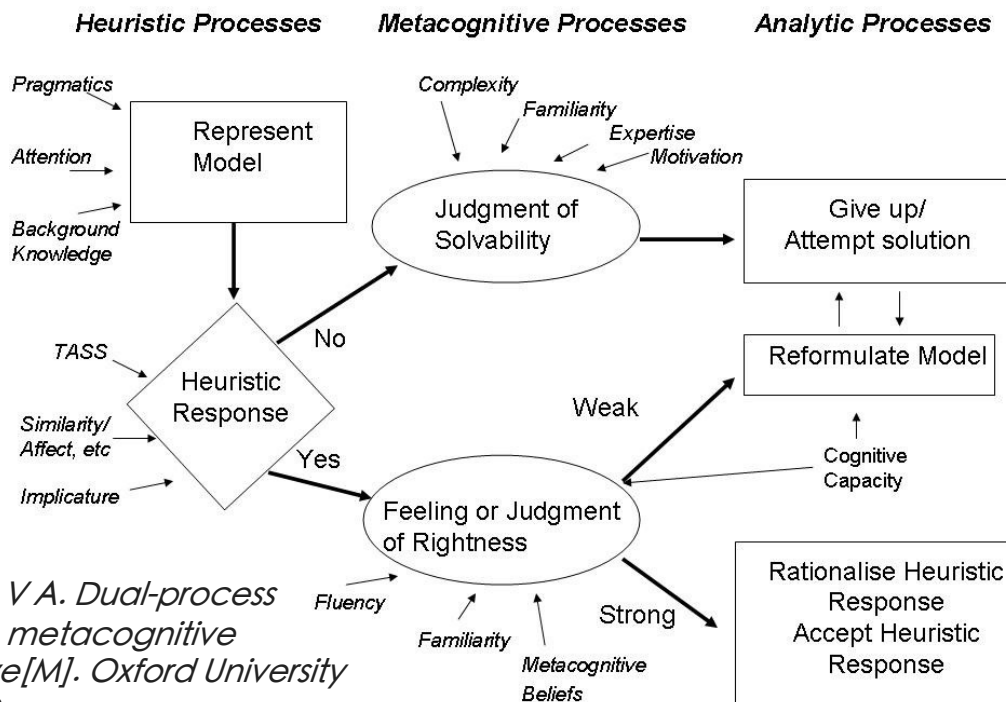 Heuristic Processes
Metacognitive Processes
Analytic Processes
Pragmatics
Attention
Background
Knowledge
Represent
Model
Complexity
Familiarity
Expertise
Motivation
Judgment of
Solvability
Give up/
Attempt solution
No
TASS
Similarity/
Affect, etc
Implicature
Heuristic
Response
Yes
Reformulate Model
Weak
Cognitive
Capacity
Feeling or Judgment
of Rightness
Fluency
Familiarity
Metacognitive
Beliefs
Strong
Rationalise Heuristic
Response
Accept Heuristic
Response
V A. Dual-process
metacognitive
[M]. Oxford University